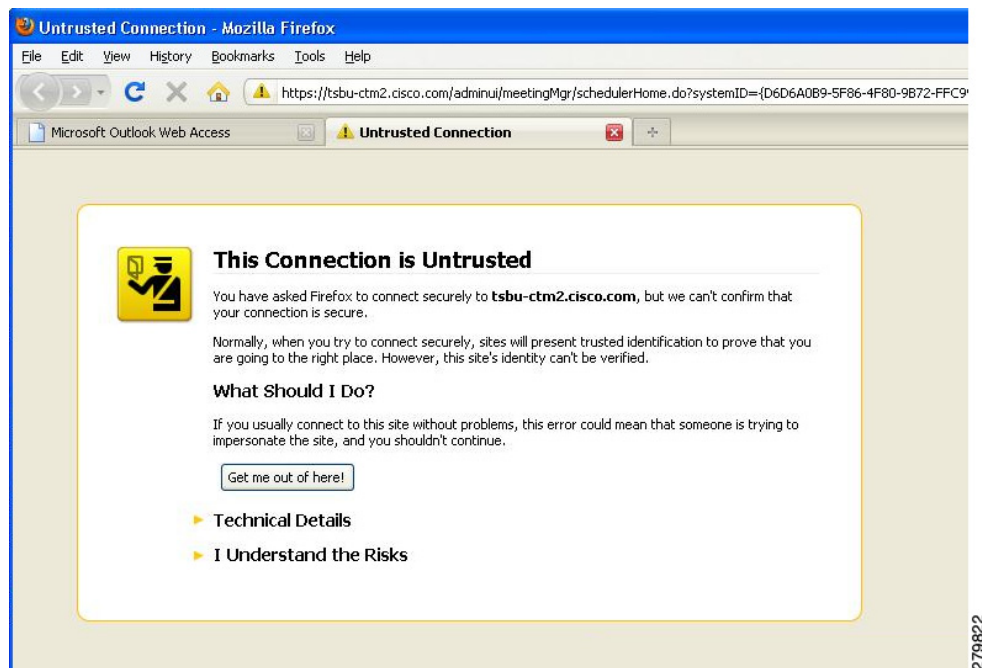 Untrusted Connection - Mozilla Firefox
File Edit View History Bookmarks Tools Help
https://tsbu-ctm2.cisco.com/adminui/meetingMgr/schedulerHome.do?systemID={D6D6A0B9-5F86-4F80-9B72-FFC9
Microsoft Outlook Web Access
Untrusted Connection
This Connection is Untrusted
You have asked Firefox to connect securely to tsbu-ctm2.cisco.com, but we can't confirm that
your connection is secure.
Normally, when you try to connect securely, sites will present trusted identification to prove that you
are going to the right place. However, this site's identity can't be verified.
What Should I Do?
If you usually connect to this site without problems, this error could mean that someone is trying to
impersonate the site, and you shouldn't continue.
Get me out of here!
Technical Details
I Understand the Risks
279822